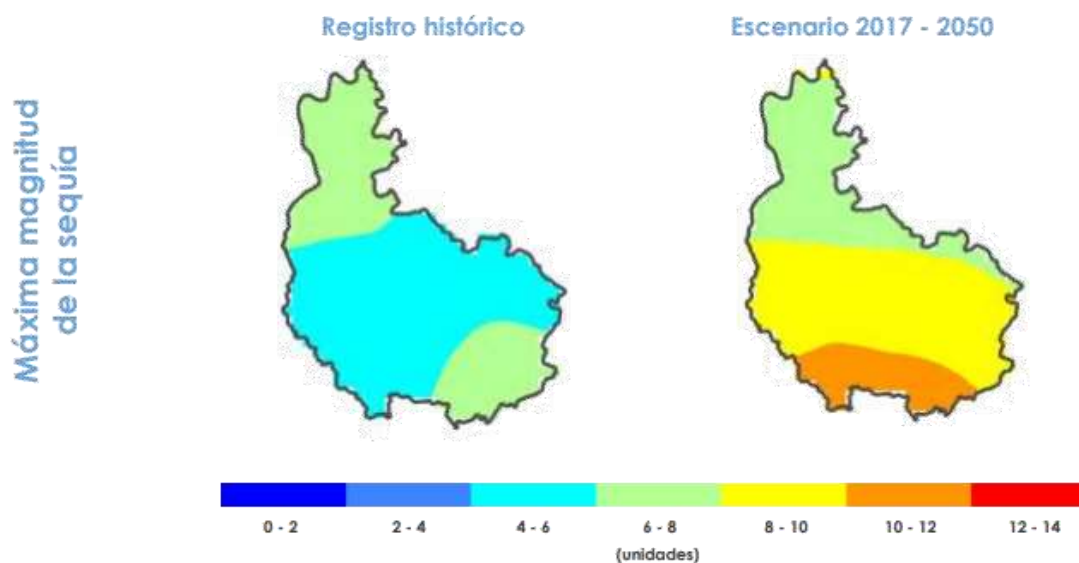 Registro histórico
Escenario 2017 - 2050
Máxima magnitud
de la sequía
0 - 2
2 - 4
4 - 6
6 - 8
8 - 10
10 - 12
12 - 14
(unidades)